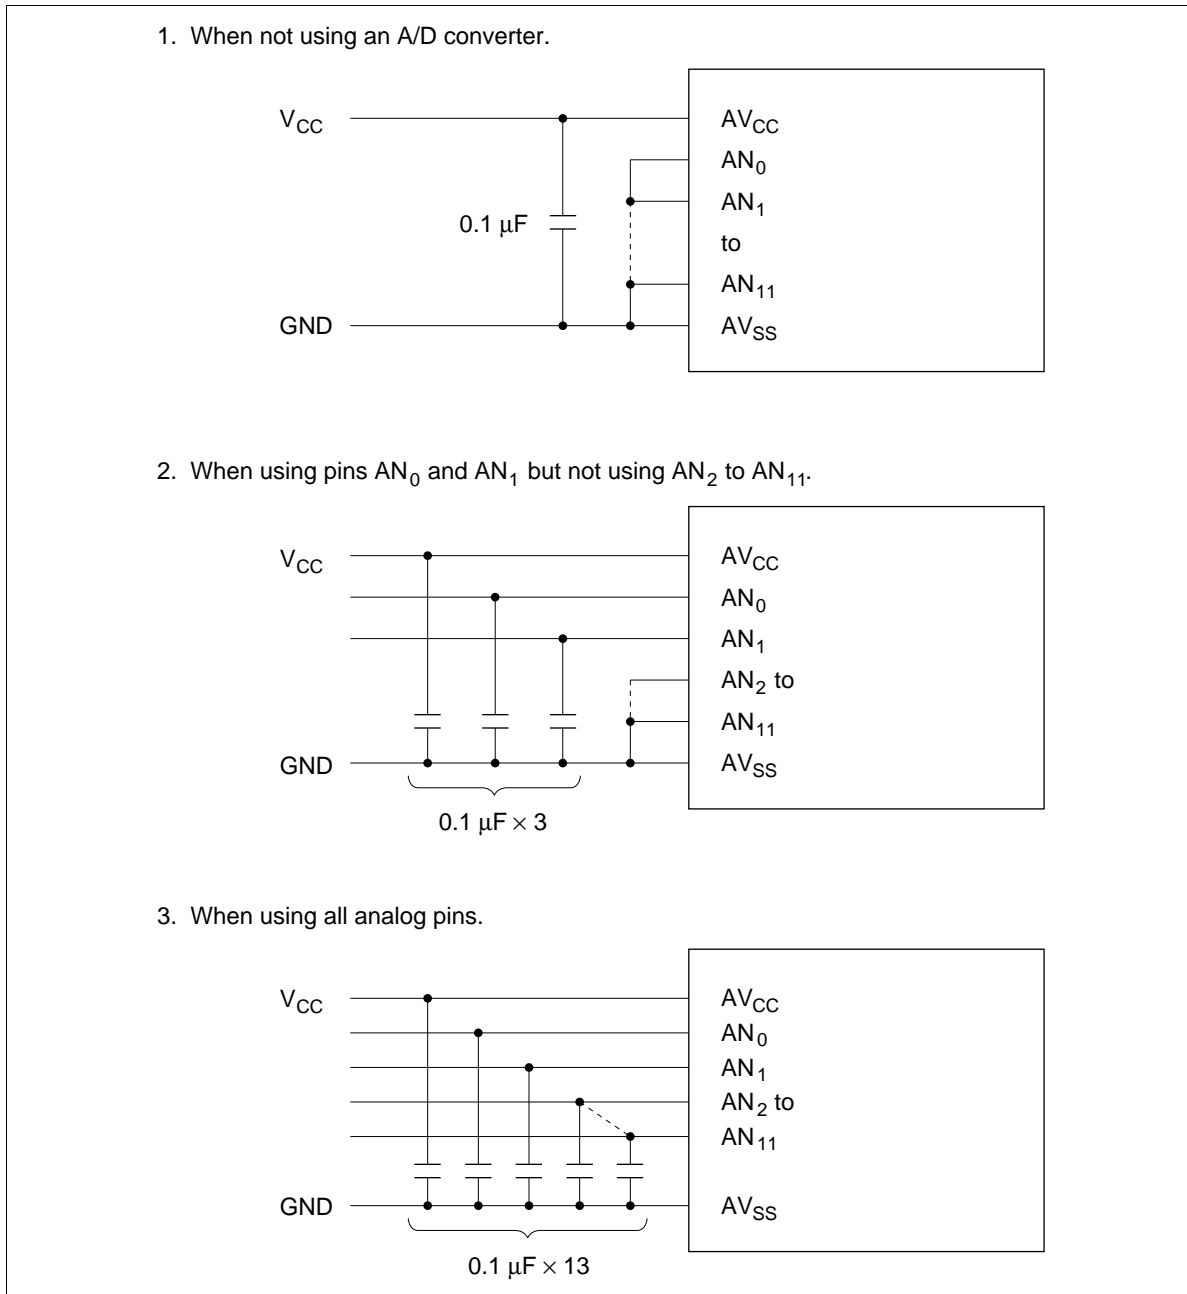 1. When not using an A/D converter.
V_CC
AV_CC
AN_0
AN_1
0.1 μF
to
AN_11
GND
AV_SS
2. When using pins AN_0 and AN_1 but not using AN_2 to AN_11.
V_CC
AV_CC
AN_0
AN_1
AN_2 to
AN_11
GND
AV_SS
0.1 μF × 3
3. When using all analog pins.
V_CC
AV_CC
AN_0
AN_1
AN_2 to
AN_11
GND
AV_SS
0.1 μF × 13